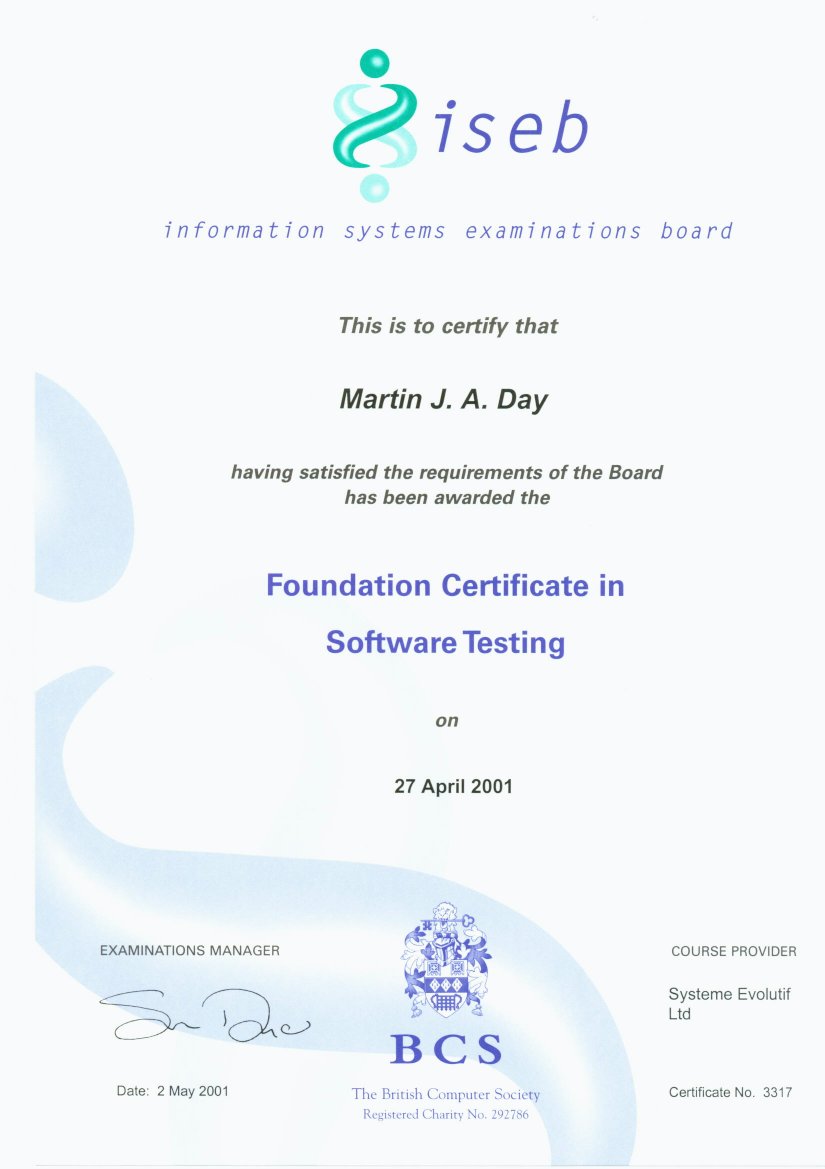 iseb
information systems examinations board
This is to certify that
Martin J. A. Day
having satisfied the requirements of the Board
has been awarded the
Foundation Certificate in
Software Testing
on
27 April 2001
EXAMINATIONS MANAGER
COURSE PROVIDER
Systeme Evolutif
Ltd
BCS
Date: 2 May 2001
The British Computer Society
Registered Charity No. 292786
Certificate No. 3317